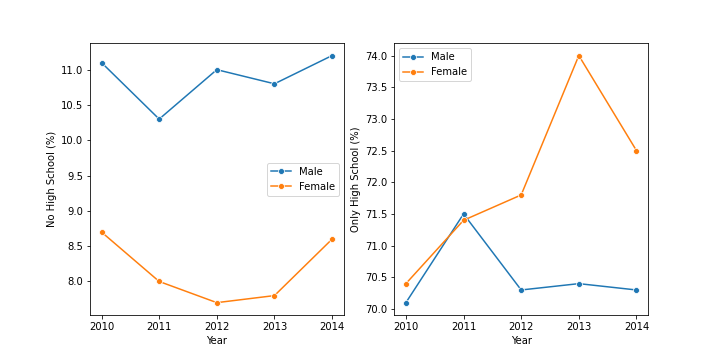 No High School (%)
11.0
10.5
10.0
9.5
9.0
8.5
8.0
Male
Female
2010 2011 2012 2013 2014
Year
Only High School (%)
74.0
73.5
73.0
72.5
72.0
71.5
71.0
70.5
70.0
Male
Female
2010 2011 2012 2013 2014
Year